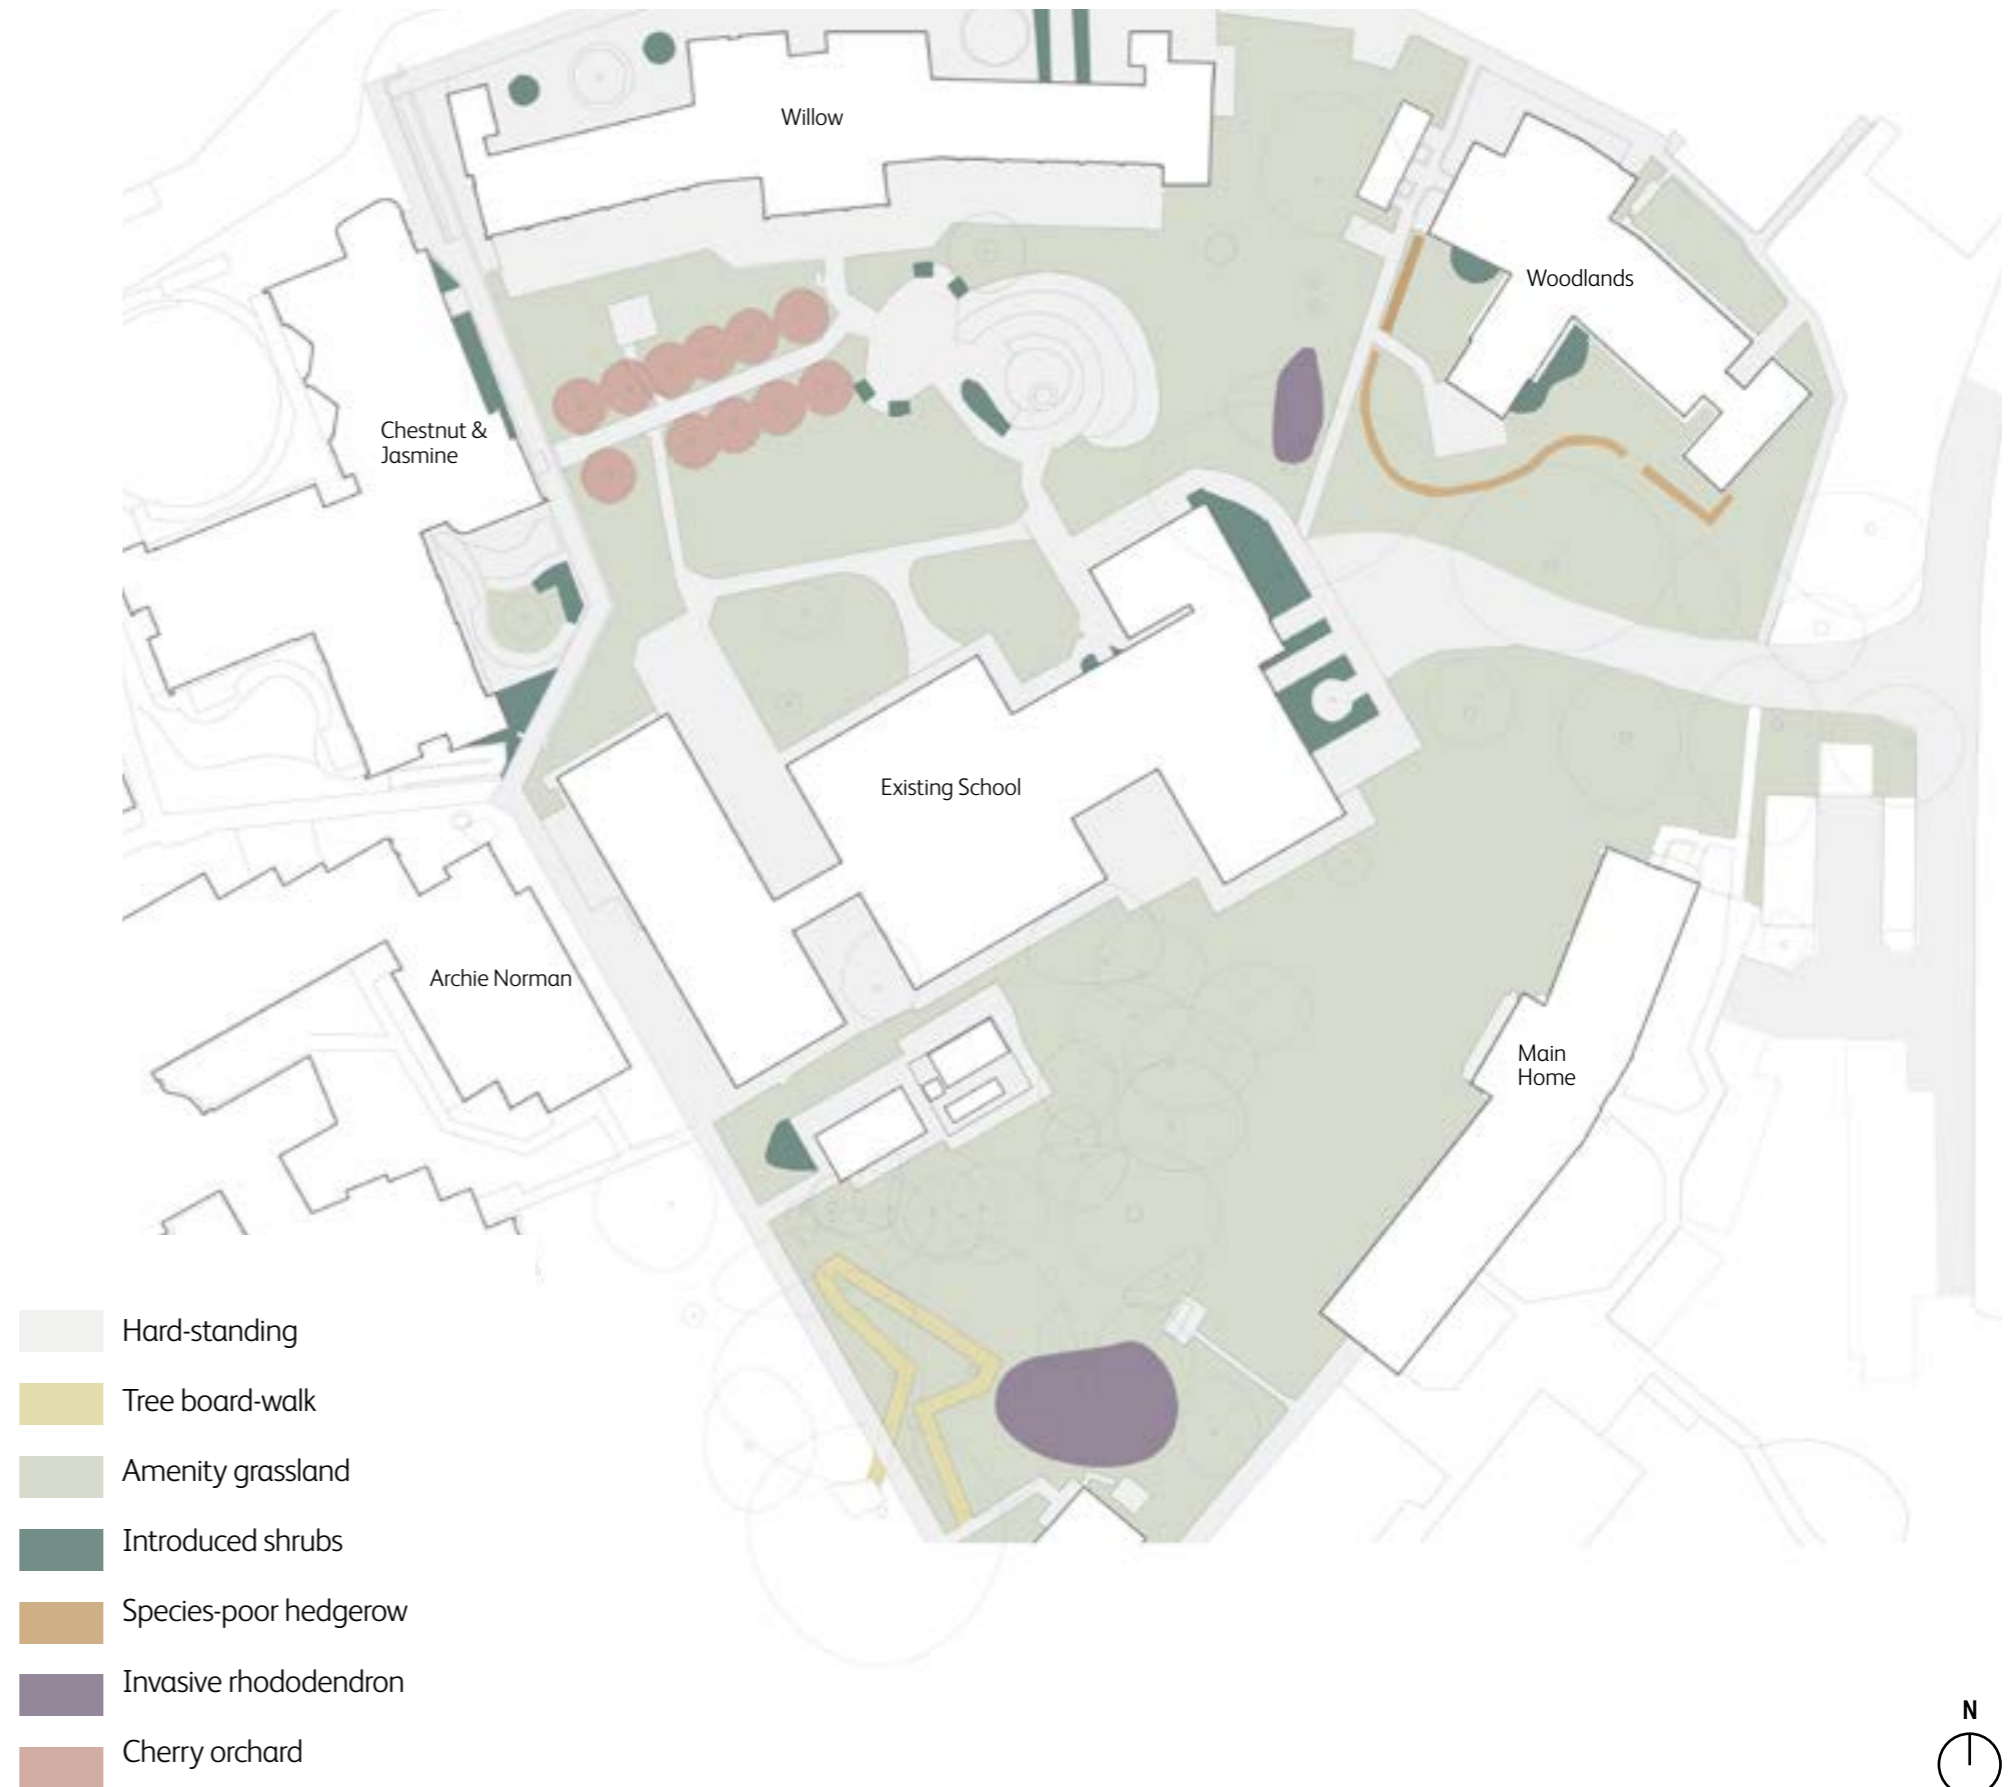 Willow
Woodlands
Chestnut &
Jasmine
Existing School
Archie Norman
Main
Home
Hard-standing
Tree board-walk
Amenity grassland
Introduced shrubs
Species-poor hedgerow
Invasive rhododendron
Cherry orchard
N